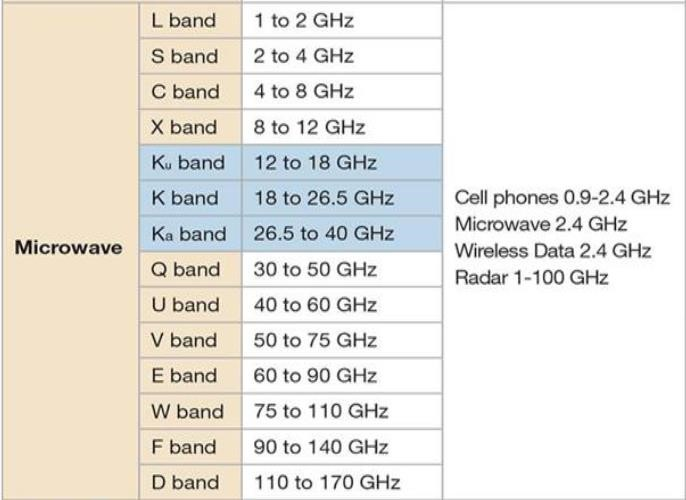 Microwave
L band 1 to 2 GHz
S band 2 to 4 GHz
C band 4 to 8 GHz
X band 8 to 12 GHz
Ku band 12 to 18 GHz
K band 18 to 26.5 GHz
Ka band 26.5 to 40 GHz
Q band 30 to 50 GHz
U band 40 to 60 GHz
V band 50 to 75 GHz
E band 60 to 90 GHz
W band 75 to 110 GHz
F band 90 to 140 GHz
D band 110 to 170 GHz
Cell phones 0.9-2.4 GHz
Microwave 2.4 GHz
Wireless Data 2.4 GHz
Radar 1-100 GHz